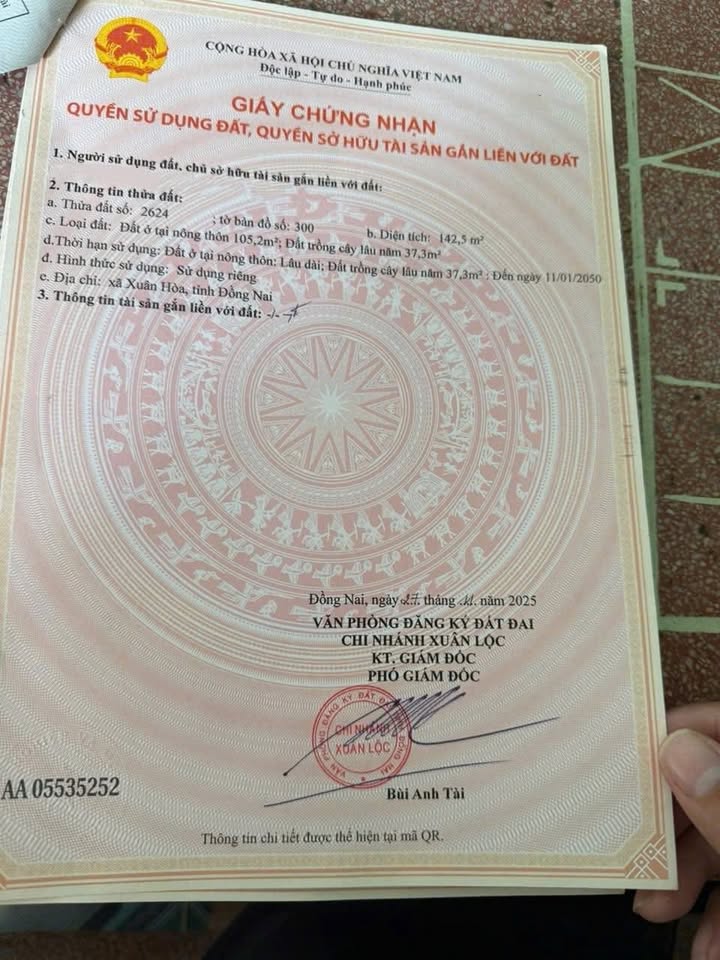 CỘNG HÒA XÃ HỘI CHỦ NGHĨA VIỆT NAM
Độc lập - Tự do - Hạnh phúc
GIẤY CHỨNG NHẬN
QUYỀN SỬ DỤNG ĐẤT, QUYỀN SỞ HỮU TÀI SẢN GẮN LIỀN VỚI ĐẤT
1. Người sử dụng đất, chủ sở hữu tài sản gắn liền với đất:
2. Thông tin thửa đất:
a. Thửa đất số: 2624 ; tờ bản đồ số: 300 b. Diện tích: 142,5 m²
c. Loại đất: Đất ở tại nông thôn 105,2m²; Đất trồng cây lâu năm 37,3m²
d.Thời hạn sử dụng: Đất ở tại nông thôn: Lâu dài; Đất trồng cây lâu năm 37,3m² : Đến ngày 11/01/2050
đ. Hình thức sử dụng: Sử dụng riêng
e. Địa chỉ: xã Xuân Hòa, tỉnh Đồng Nai
3. Thông tin tài sản gắn liền với đất: -/-
Đồng Nai, ngày 27 tháng 11 năm 2025
VĂN PHÒNG ĐĂNG KÝ ĐẤT ĐAI
CHI NHÁNH XUÂN LỘC
KT. GIÁM ĐỐC
PHÓ GIÁM ĐỐC
CHI NHÁNH
XUÂN LỘC
Bùi Anh Tài
AA 05535252
Thông tin chi tiết được thể hiện tại mã QR.